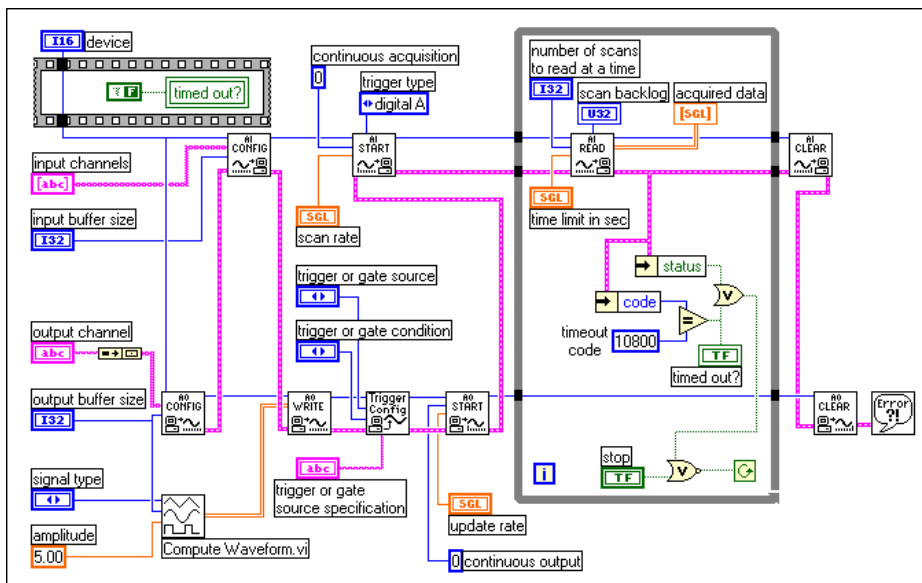 I16 device
continuous acquisition
0
trigger type
digital A
F timed out?
number of scans
to read at a time
I32
scan backlog
U32
acquired data
[SGL]
AI
CONFIG
AI
START
AI
READ
AI
CLEAR
input channels
[abc]
input buffer size
I32
SGL
scan rate
SGL
time limit in sec
trigger or gate source
trigger or gate condition
status
code
timeout
code
10800
=
V
TF
timed out?
output channel
abc
output buffer size
I32
AO
CONFIG
AO
WRITE
Trigger
Config
AO
START
AO
CLEAR
Error
?!
signal type
amplitude
5.00
Compute Waveform.vi
abc
trigger or gate
source specification
SGL
update rate
0 continuous output
i
stop
TF
V